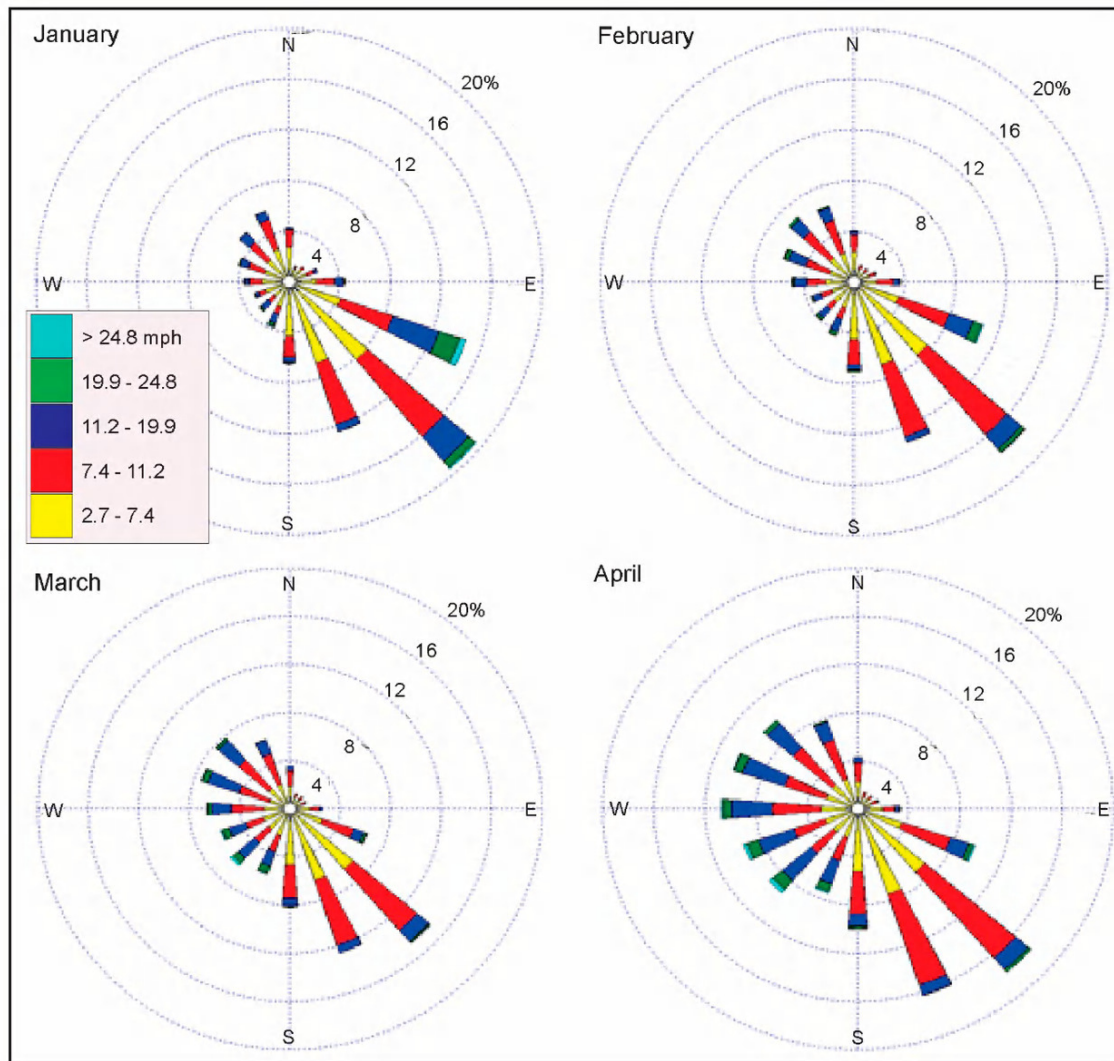 January
N
20%
16
12
8
4
W
E
S
February
N
20%
16
12
8
4
W
E
S
> 24.8 mph
19.9 - 24.8
11.2 - 19.9
7.4 - 11.2
2.7 - 7.4
March
N
20%
16
12
8
4
W
E
S
April
N
20%
16
12
8
4
W
E
S